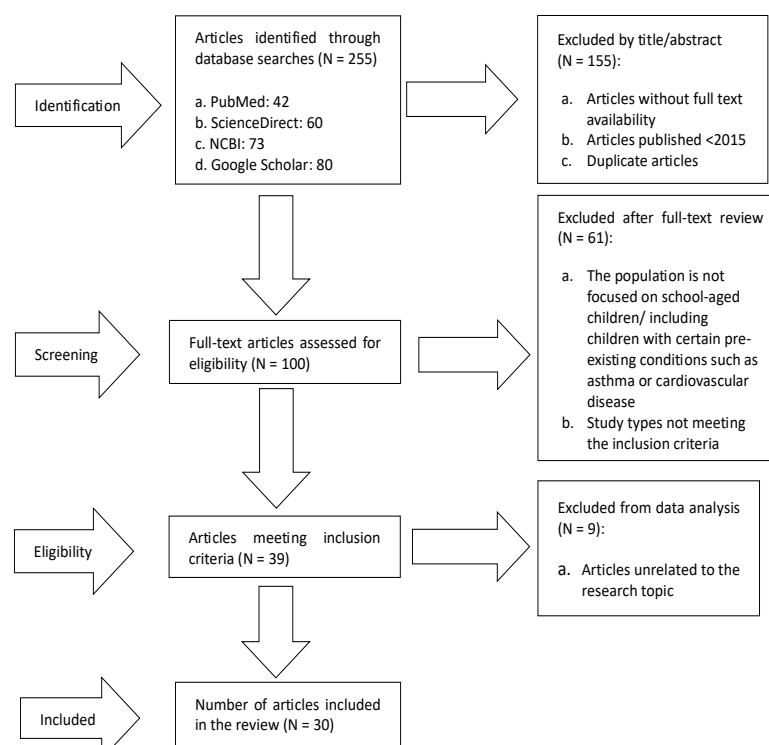 Identification
Articles identified through
database searches (N = 255)
a. PubMed: 42
b. ScienceDirect: 60
c. NCBI: 73
d. Google Scholar: 80
Excluded by title/abstract
(N = 155):
a. Articles without full text
availability
b. Articles published <2015
c. Duplicate articles
Screening
Full-text articles assessed for
eligibility (N = 100)
Excluded after full-text review
(N = 61):
a. The population is not
focused on school-aged
children/ including
children with certain pre-
existing conditions such as
asthma or cardiovascular
disease
b. Study types not meeting
the inclusion criteria
Eligibility
Articles meeting inclusion
criteria (N = 39)
Excluded from data analysis
(N = 9):
a. Articles unrelated to the
research topic
Included
Number of articles included
in the review (N = 30)